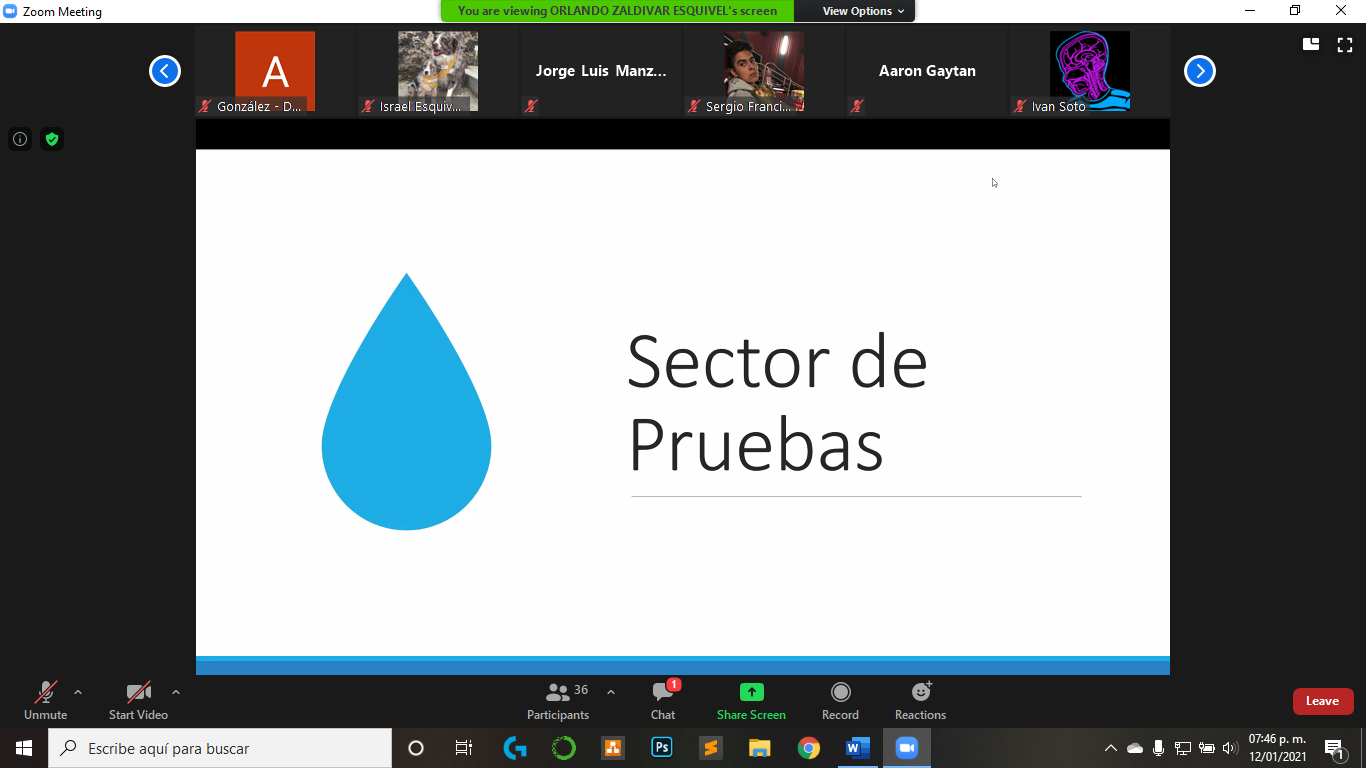 Zoom Meeting
You are viewing ORLANDO ZALDIVAR ESQUIVEL's screen
View Options
A
González - D...
Israel Esquiv...
Jorge Luis Manz...
Sergio Franci...
Aaron Gaytan
Ivan Soto
Sector de
Pruebas
Unmute
Start Video
36
Participants
1
Chat
Share Screen
Record
Reactions
Leave
Escribe aquí para buscar
Ps
W
07:46 p. m.
12/01/2021
1